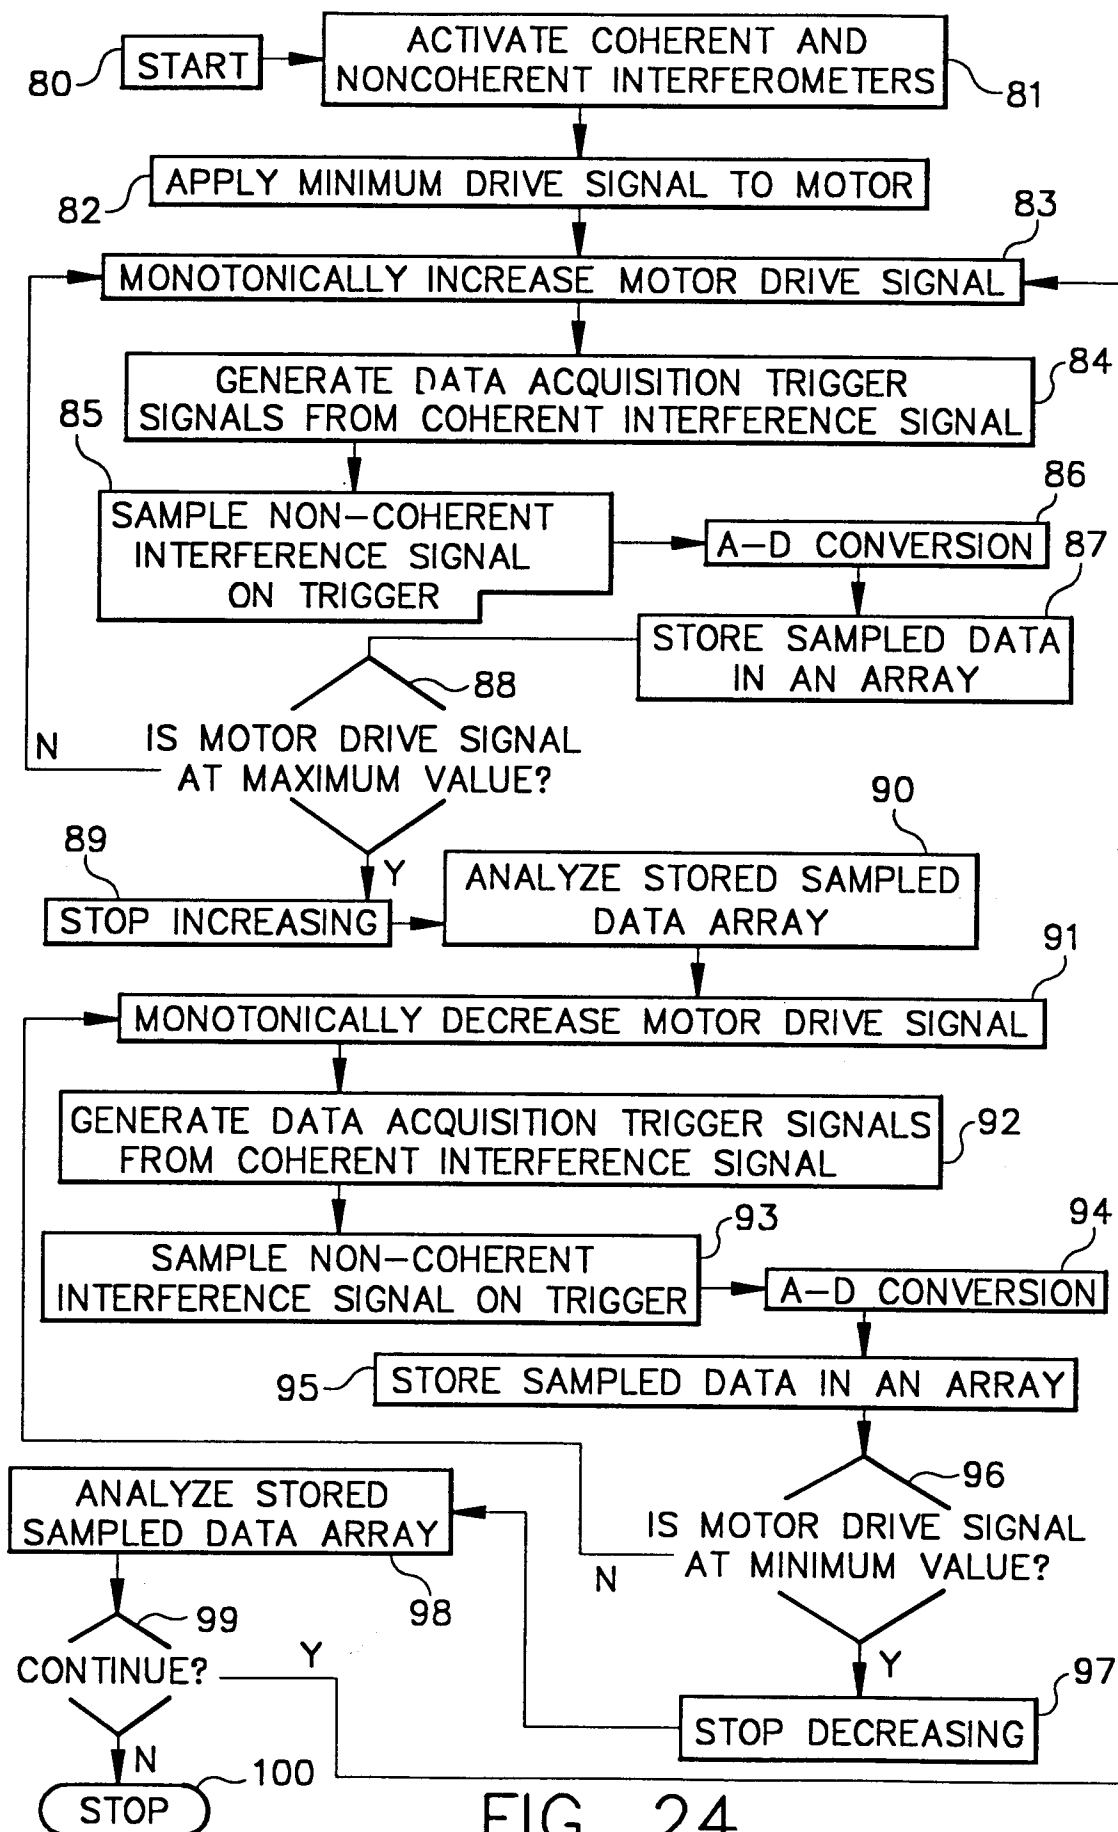 80
START
ACTIVATE COHERENT AND
NONCOHERENT INTERFEROMETERS
81
82
APPLY MINIMUM DRIVE SIGNAL TO MOTOR
83
MONOTONICALLY INCREASE MOTOR DRIVE SIGNAL
84
GENERATE DATA ACQUISITION TRIGGER
SIGNALS FROM COHERENT INTERFERENCE SIGNAL
85
SAMPLE NON-COHERENT
INTERFERENCE SIGNAL
ON TRIGGER
86
A-D CONVERSION
87
STORE SAMPLED DATA
IN AN ARRAY
88
IS MOTOR DRIVE SIGNAL
AT MAXIMUM VALUE?
N
Y
89
STOP INCREASING
90
ANALYZE STORED SAMPLED
DATA ARRAY
91
MONOTONICALLY DECREASE MOTOR DRIVE SIGNAL
GENERATE DATA ACQUISITION TRIGGER SIGNALS
FROM COHERENT INTERFERENCE SIGNAL
92
93
SAMPLE NON-COHERENT
INTERFERENCE SIGNAL ON TRIGGER
94
A-D CONVERSION
95
STORE SAMPLED DATA IN AN ARRAY
96
IS MOTOR DRIVE SIGNAL
AT MINIMUM VALUE?
N
Y
97
STOP DECREASING
ANALYZE STORED
SAMPLED DATA ARRAY
98
99
CONTINUE?
Y
N
100
STOP
FIG. 24